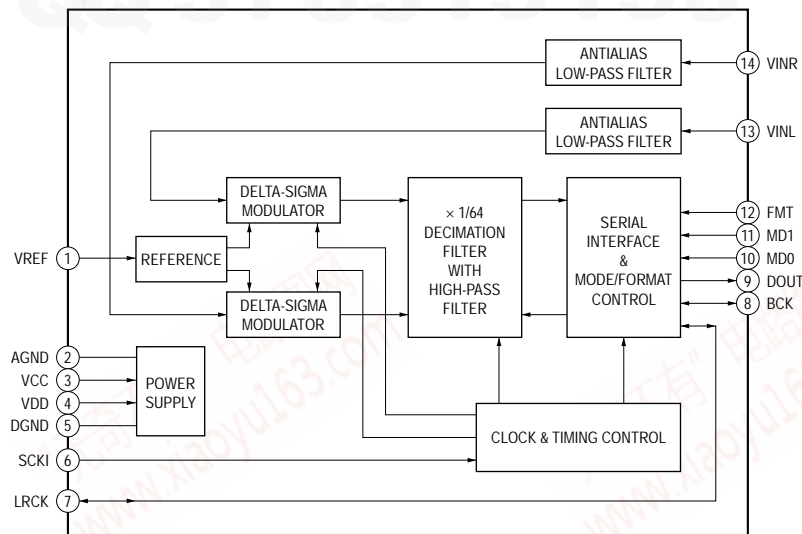 ANTIALIAS
LOW-PASS FILTER
14 VINR
ANTIALIAS
LOW-PASS FILTER
13 VINL
DELTA-SIGMA
MODULATOR
× 1/64
DECIMATION
FILTER
WITH
HIGH-PASS
FILTER
SERIAL
INTERFACE
&
MODE/FORMAT
CONTROL
12 FMT
11 MD1
10 MD0
9 DOUT
8 BCK
VREF 1
REFERENCE
DELTA-SIGMA
MODULATOR
AGND 2
VCC 3
VDD 4
DGND 5
POWER
SUPPLY
SCKI 6
CLOCK & TIMING CONTROL
LRCK 7
www.xiaoyu163.com